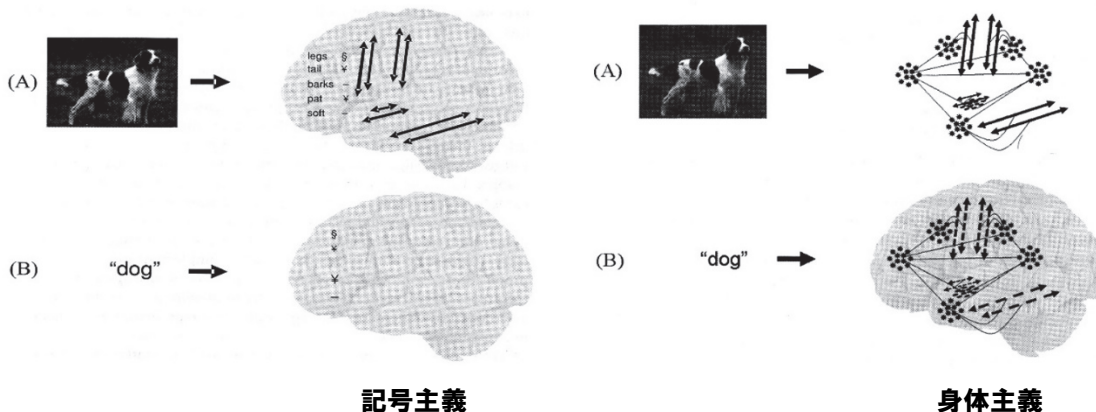 (A)
legs §
tail ¥
barks –
pat ¥
soft –
(B)
“dog”
§
¥
¥
–
記号主義
(A)
(B)
“dog”
身体主義